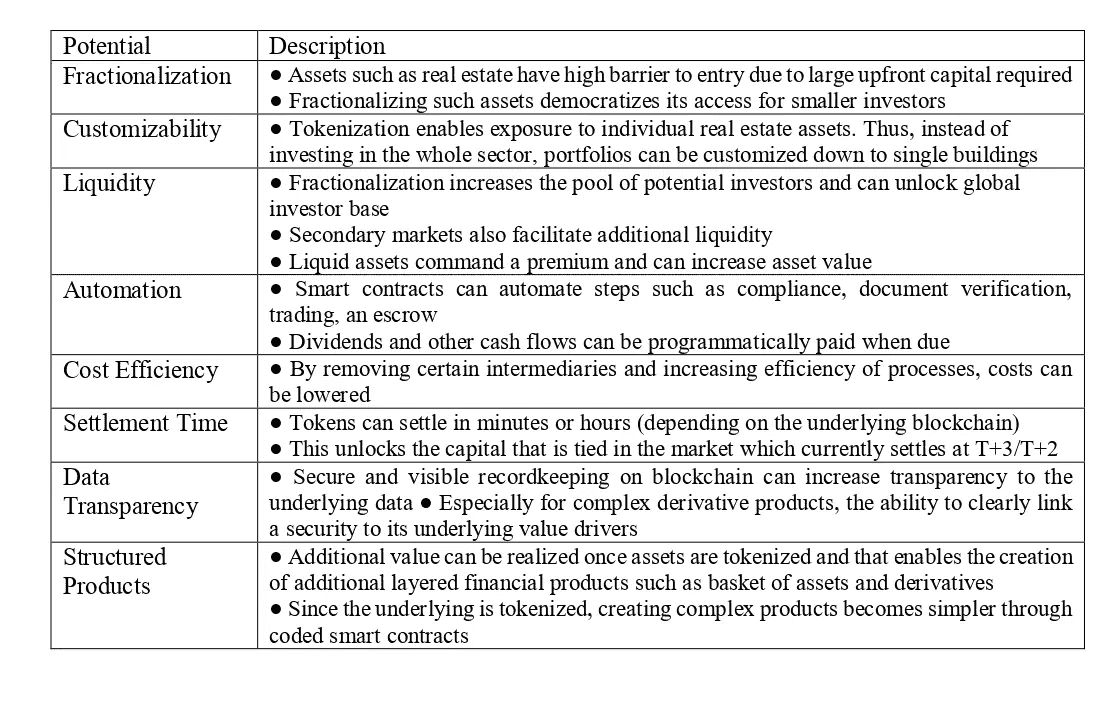 Potential Description
Fractionalization ● Assets such as real estate have high barrier to entry due to large upfront capital required
● Fractionalizing such assets democratizes its access for smaller investors
Customizability ● Tokenization enables exposure to individual real estate assets. Thus, instead of
investing in the whole sector, portfolios can be customized down to single buildings
Liquidity ● Fractionalization increases the pool of potential investors and can unlock global
investor base
● Secondary markets also facilitate additional liquidity
● Liquid assets command a premium and can increase asset value
Automation ● Smart contracts can automate steps such as compliance, document verification,
trading, an escrow
● Dividends and other cash flows can be programmatically paid when due
Cost Efficiency ● By removing certain intermediaries and increasing efficiency of processes, costs can
be lowered
Settlement Time ● Tokens can settle in minutes or hours (depending on the underlying blockchain)
● This unlocks the capital that is tied in the market which currently settles at T+3/T+2
Data ● Secure and visible recordkeeping on blockchain can increase transparency to the
Transparency underlying data ● Especially for complex derivative products, the ability to clearly link
a security to its underlying value drivers
Structured ● Additional value can be realized once assets are tokenized and that enables the creation
Products of additional layered financial products such as basket of assets and derivatives
● Since the underlying is tokenized, creating complex products becomes simpler through
coded smart contracts